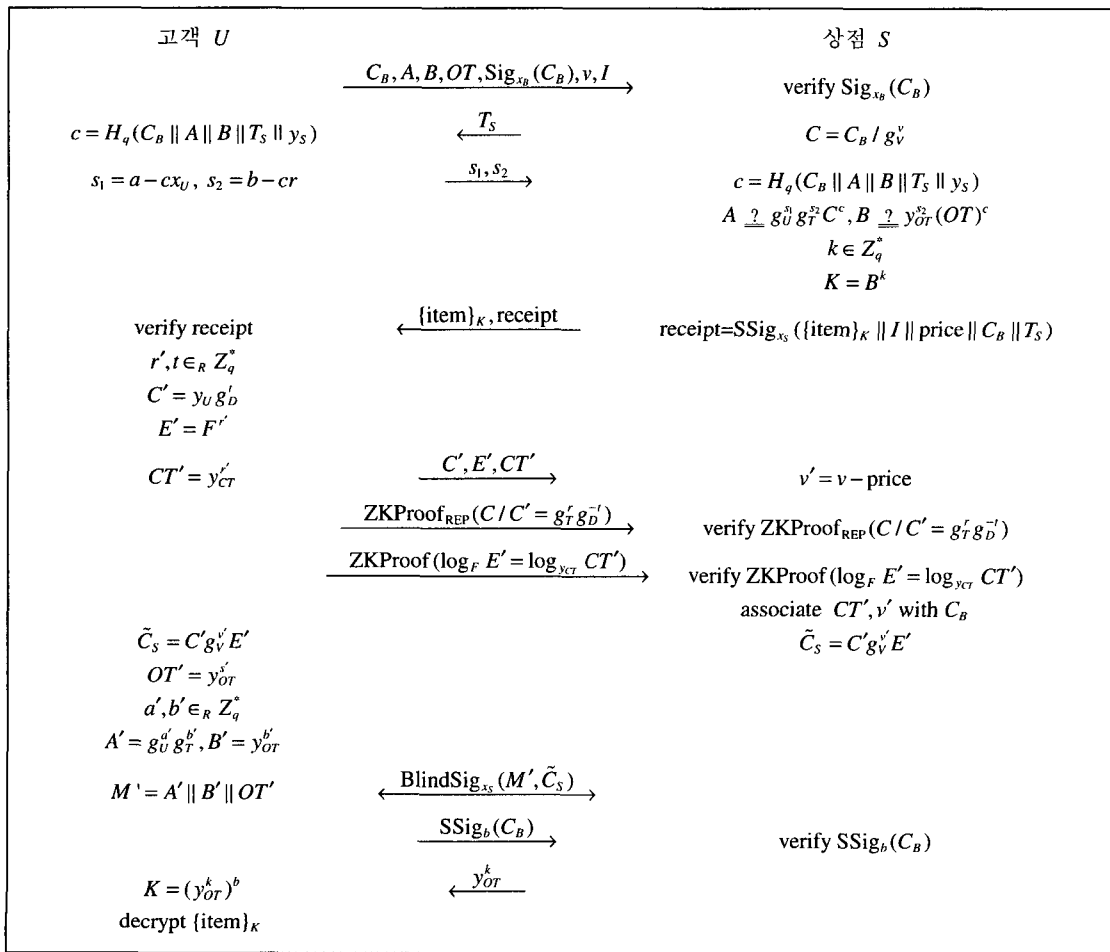 고객 U 상점 S
C_B, A, B, OT, Sig_{x_B}(C_B), v, I verify Sig_{x_B}(C_B)
c = H_q(C_B || A || B || T_S || y_S) T_S C = C_B / g_V^v
s_1 = a − cx_U, s_2 = b − cr s_1, s_2 c = H_q(C_B || A || B || T_S || y_S)
A ≟ g_U^{s_1} g_T^{s_2} C^c, B ≟ y_{OT}^{s_2}(OT)^c
k ∈ Z_q^*
K = B^k
verify receipt {item}_K, receipt receipt=SSig_{x_S}({item}_K || I || price || C_B || T_S)
r′, t ∈_R Z_q^*
C′ = y_U g_D^t
E′ = F^{r′}
CT′ = y_{CT}^{r′} C′, E′, CT′ v′ = v − price
ZKProof_{REP}(C / C′ = g_T^r g_D^{−t}) verify ZKProof_{REP}(C / C′ = g_T^r g_D^{−t})
ZKProof(log_F E′ = log_{y_{CT}} CT′) verify ZKProof(log_F E′ = log_{y_{CT}} CT′)
associate CT′, v′ with C_B
C̃_S = C′g_V^{v′}E′ C̃_S = C′g_V^{v′}E′
OT′ = y_{OT}^{s′}
a′, b′ ∈_R Z_q^*
A′ = g_U^{a′} g_T^{b′}, B′ = y_{OT}^{b′}
M ' = A′ || B′ || OT′ BlindSig_{x_S}(M′, C̃_S)
SSig_b(C_B) verify SSig_b(C_B)
K = (y_{OT}^k)^b y_{OT}^k
decrypt {item}_K